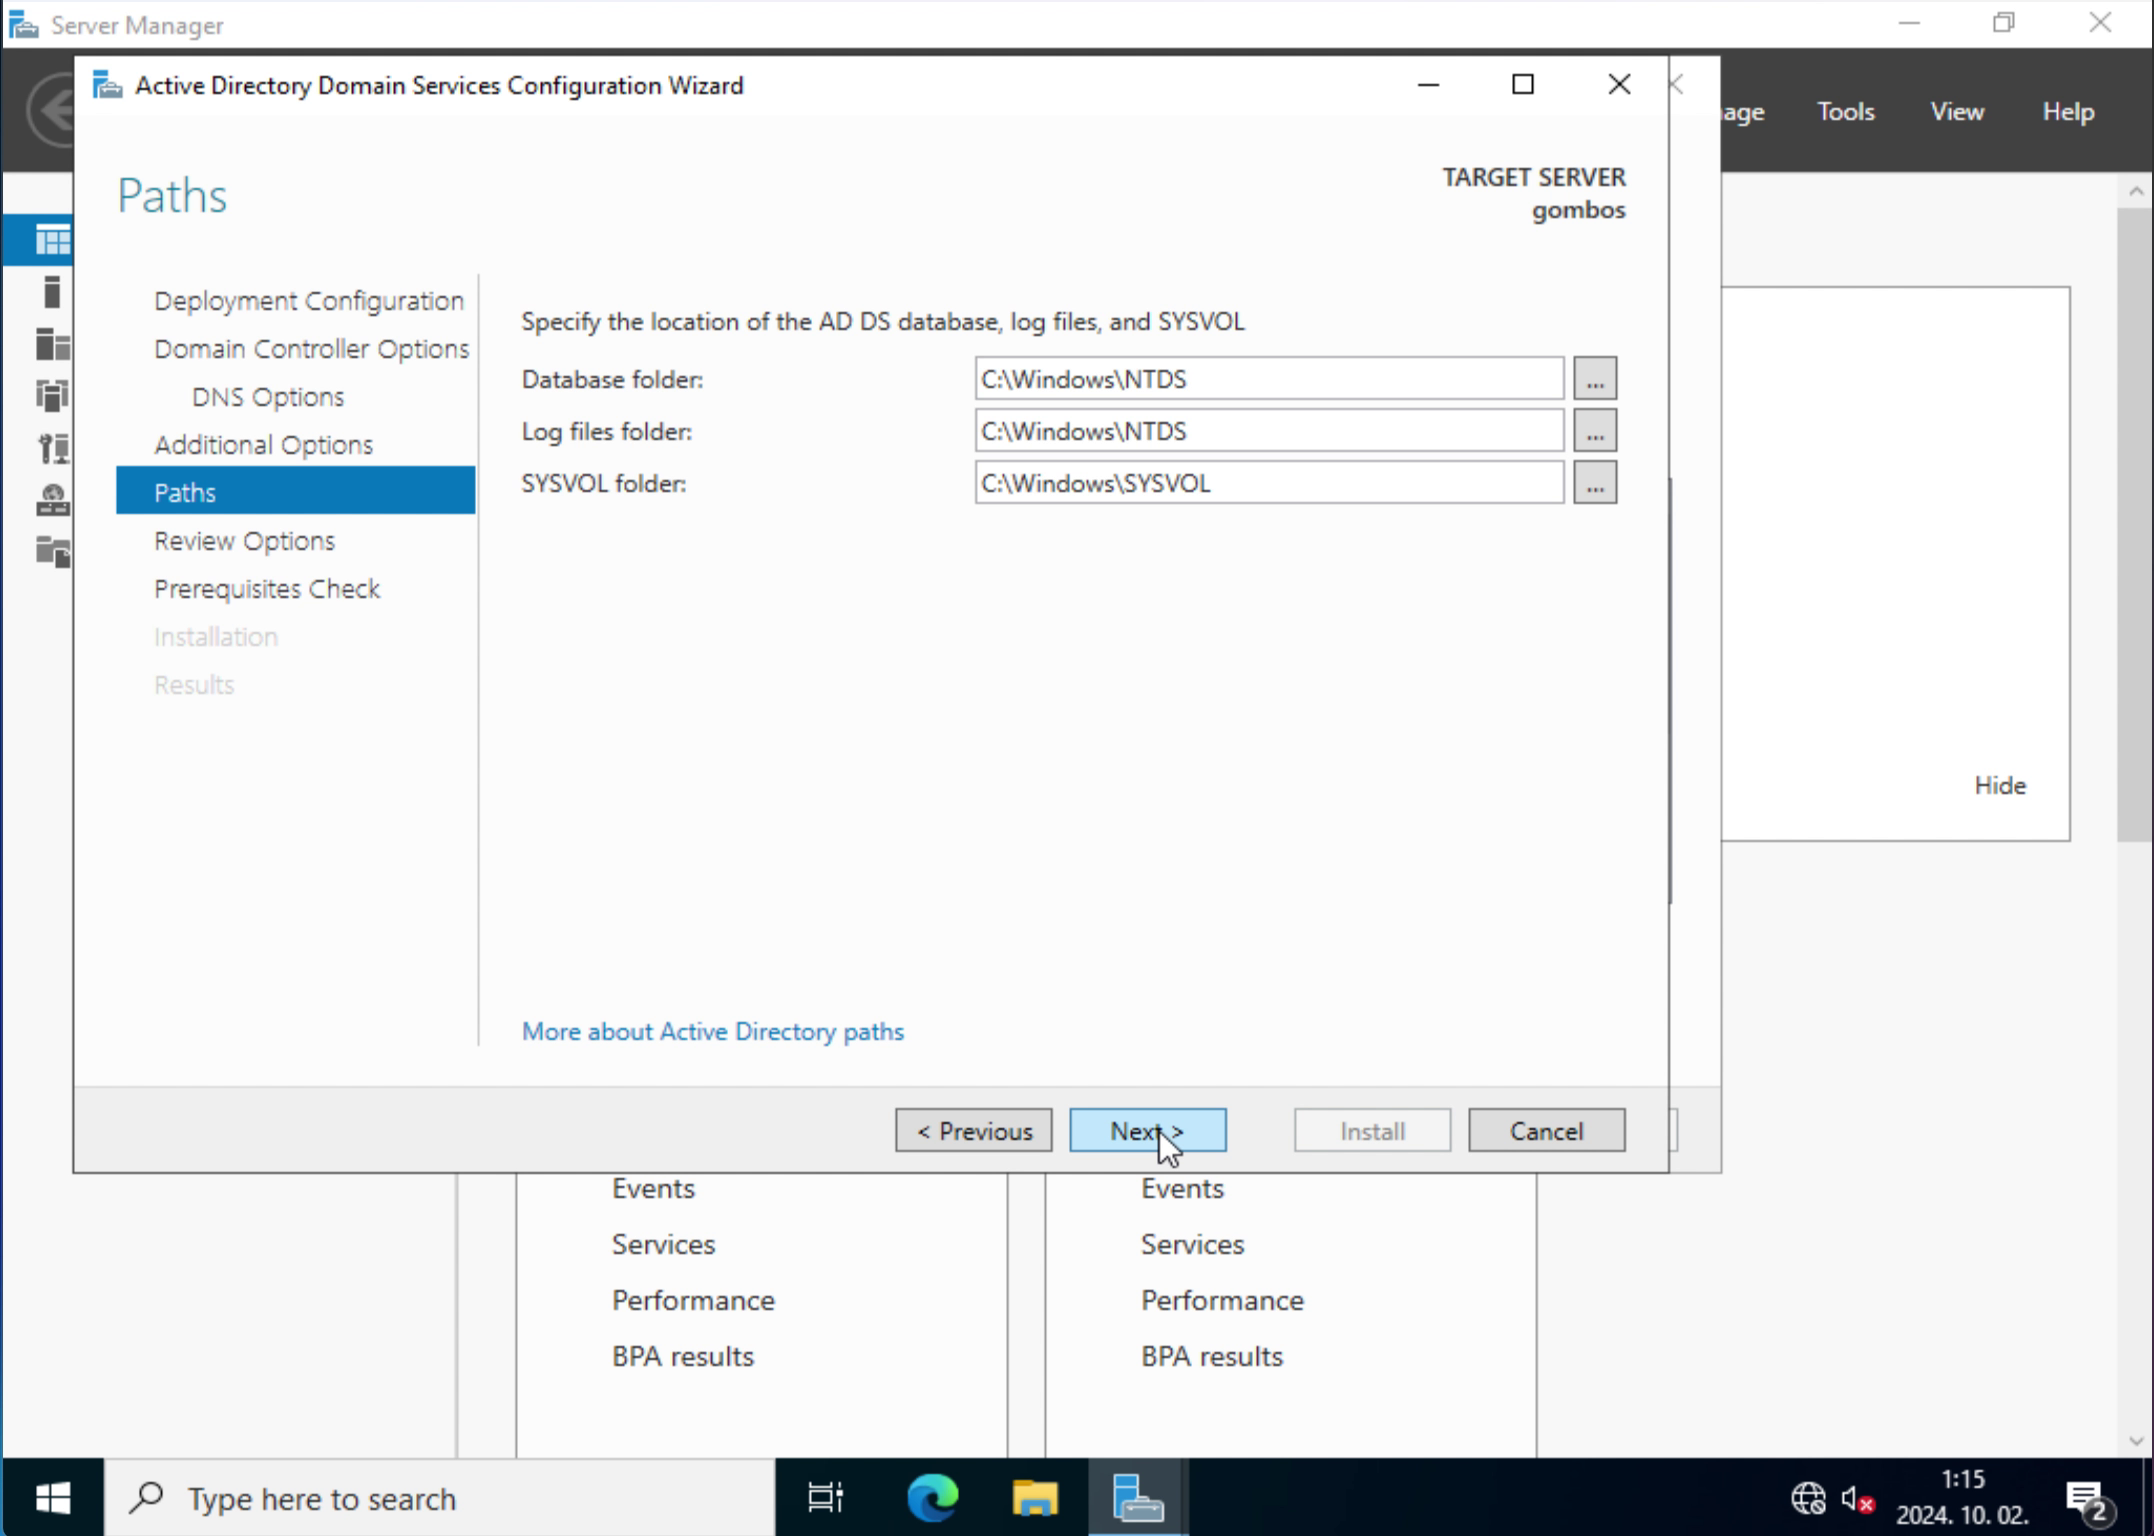 Server Manager
Active Directory Domain Services Configuration Wizard
Tools
View
Help
Paths
TARGET SERVER
gombos
Deployment Configuration
Domain Controller Options
DNS Options
Additional Options
Paths
Review Options
Prerequisites Check
Installation
Results
Specify the location of the AD DS database, log files, and SYSVOL
Database folder:
C:\Windows\NTDS
...
Log files folder:
C:\Windows\NTDS
...
SYSVOL folder:
C:\Windows\SYSVOL
...
Hide
More about Active Directory paths
< Previous
Next >
Install
Cancel
Events
Services
Performance
BPA results
Events
Services
Performance
BPA results
Type here to search
1:15
2024. 10. 02.
2